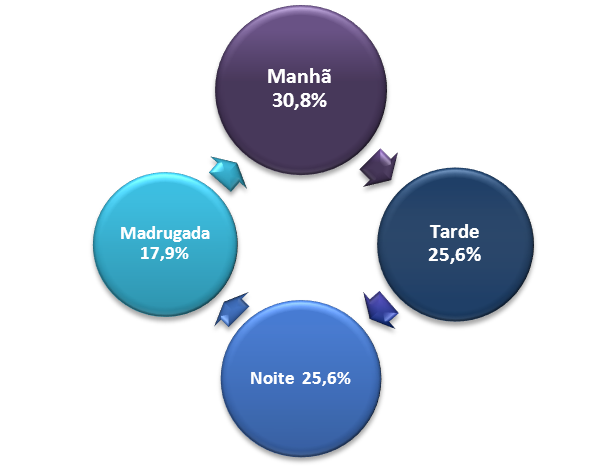 Manhã
30,8%
Tarde
25,6%
Noite 25,6%
Madrugada
17,9%